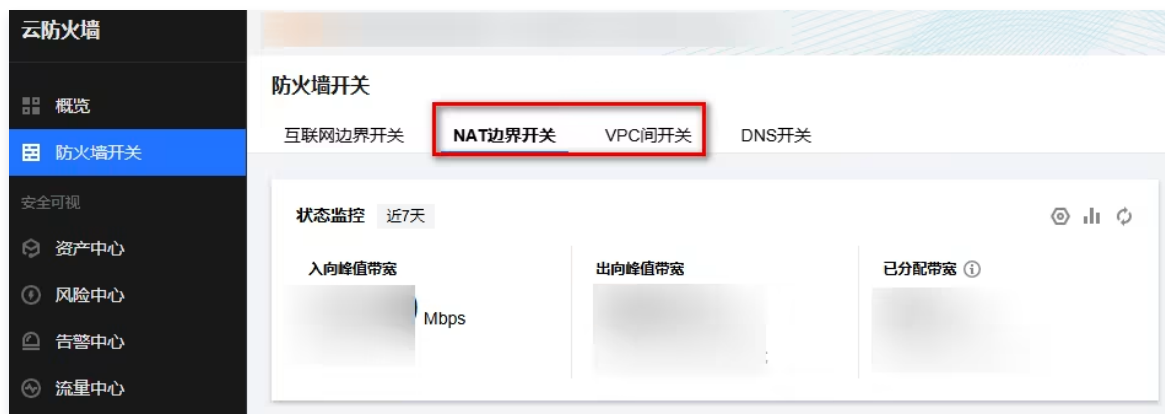 云防火墙
概览
防火墙开关
安全可视
资产中心
风险中心
告警中心
流量中心
防火墙开关
互联网边界开关 NAT边界开关 VPC间开关 DNS开关
状态监控 近7天
入向峰值带宽 出向峰值带宽 已分配带宽
Mbps